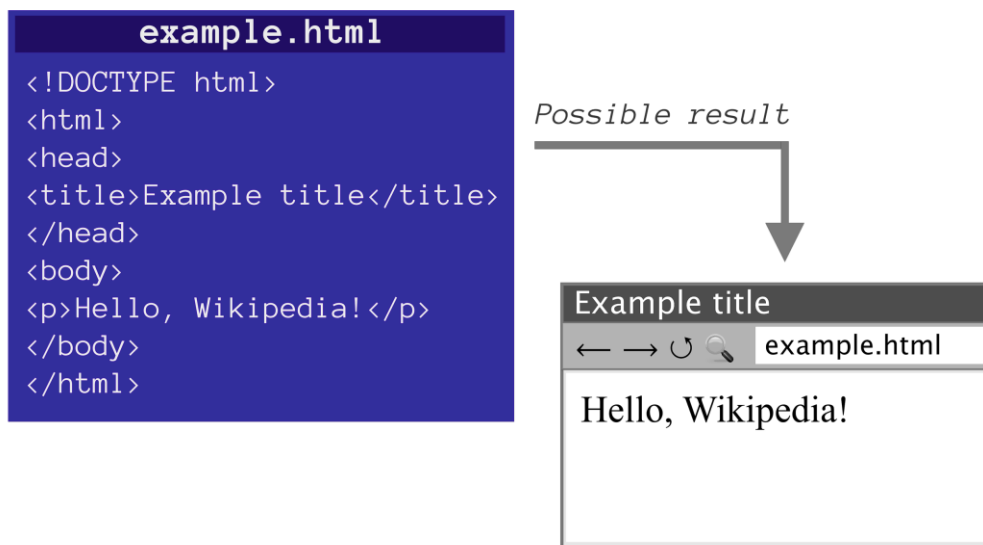 example.html
<!DOCTYPE html>
<html>
<head>
<title>Example title</title>
</head>
<body>
<p>Hello, Wikipedia!</p>
</body>
</html>
Possible result
Example title
example.html
Hello, Wikipedia!